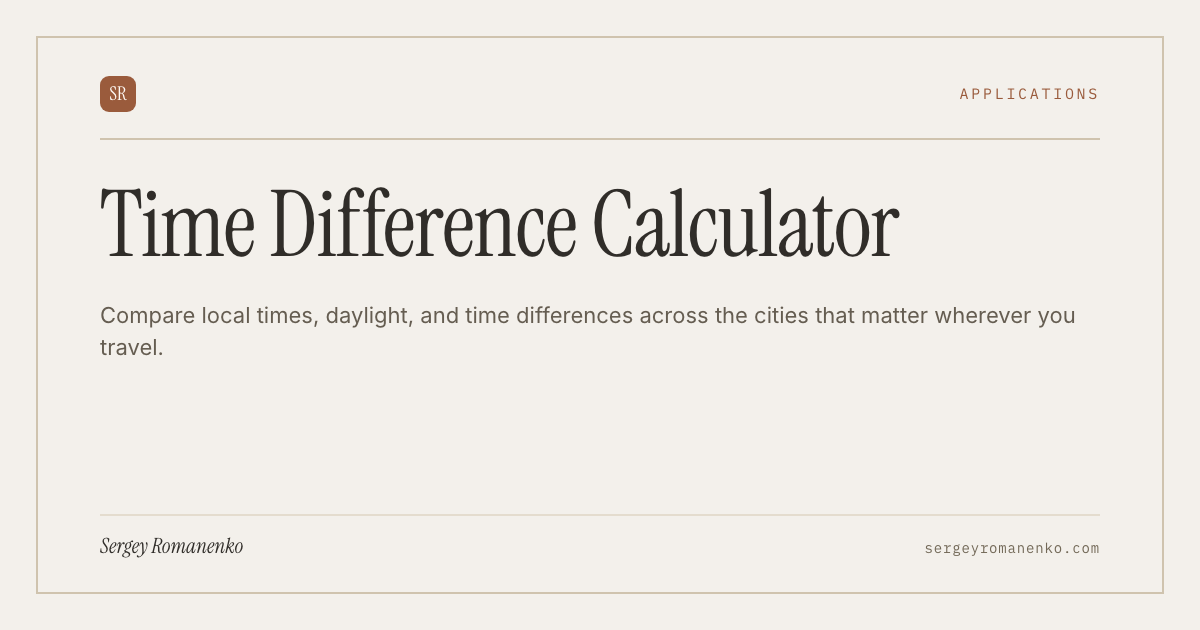 SR
APPLICATIONS
Time Difference Calculator
Compare local times, daylight, and time differences across the cities that matter wherever you
travel.
Sergey Romanenko
sergeyromanenko.com